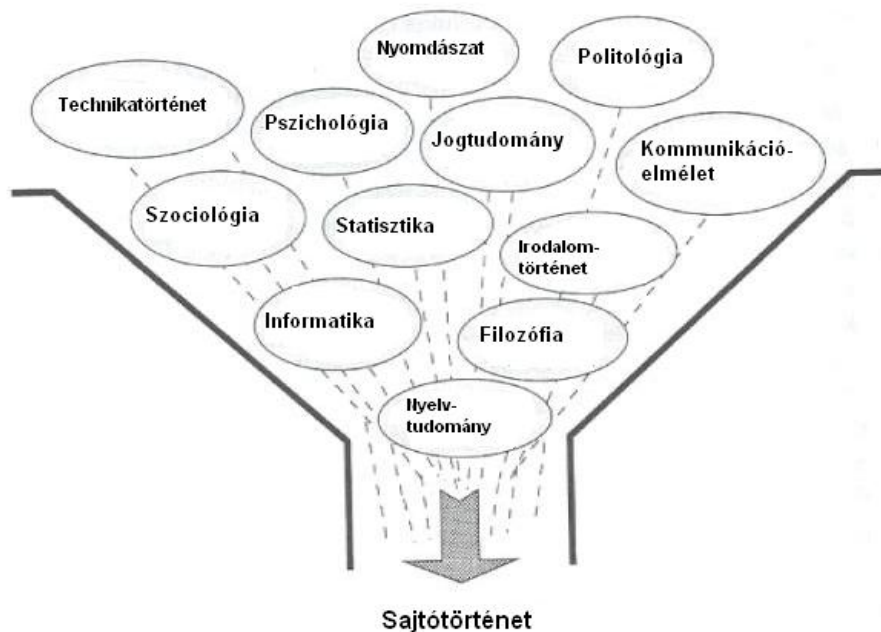 Nyomdászat
Politológia
Technikatörténet
Pszichológia
Jogtudomány
Kommunikáció-
elmélet
Szociológia
Statisztika
Irodalom-
történet
Informatika
Filozófia
Nyelv-
tudomány
Sajtótörténet